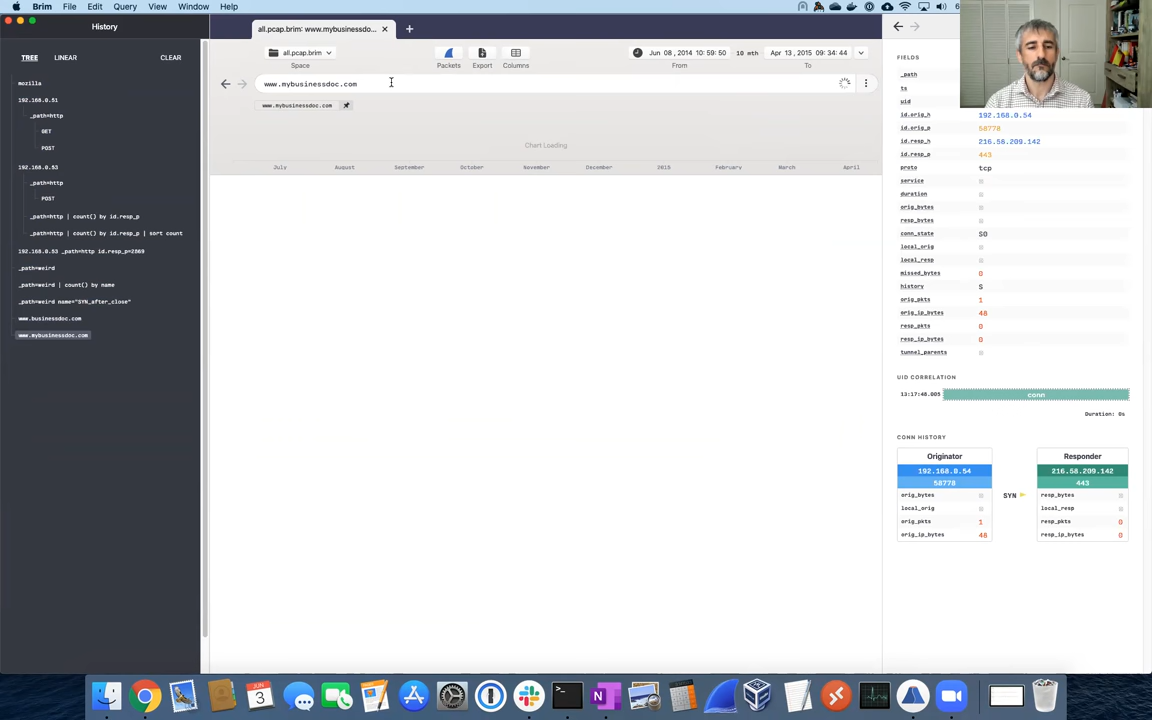 Brim File Edit Query View Window Help 6
History
TREE LINEAR CLEAR
mozilla
192.168.0.51
_path=http
GET
POST
192.168.0.53
_path=http
POST
_path=http | count() by id.resp_p
_path=http | count() by id.resp_p | sort count
192.168.0.53 _path=http id.resp_p=2869
_path=weird
_path=weird | count() by name
_path=weird name="SYN_after_close"
www.businessdoc.com
www.mybusinessdoc.com
all.pcap.brim: www.mybusinessdo...
all.pcap.brim
Space
Packets Export Columns
Jun 08, 2014 10:59:50 10 mth Apr 13, 2015 09:34:44
From To
www.mybusinessdoc.com
www.mybusinessdoc.com
Chart Loading
July August September October November December 2015 March April
FIELDS
_path
ts
uid
id.orig_h 192.168.0.54
id.orig_p 58778
id.resp_h 216.58.209.142
id.resp_p 443
proto tcp
service
duration
orig_bytes
resp_bytes
conn_state S0
local_orig
local_resp
missed_bytes 0
history S
orig_pkts 1
orig_ip_bytes 48
resp_pkts 0
resp_ip_bytes 0
tunnel_parents
UID CORRELATION
13:17:48.005 conn
Duration: 0s
CONN HISTORY
Originator
192.168.0.54
58778
orig_bytes
local_orig
orig_pkts 1
orig_ip_bytes 48
SYN
Responder
216.58.209.142
443
resp_bytes
local_resp
resp_pkts 0
resp_ip_bytes 0
JUN
3